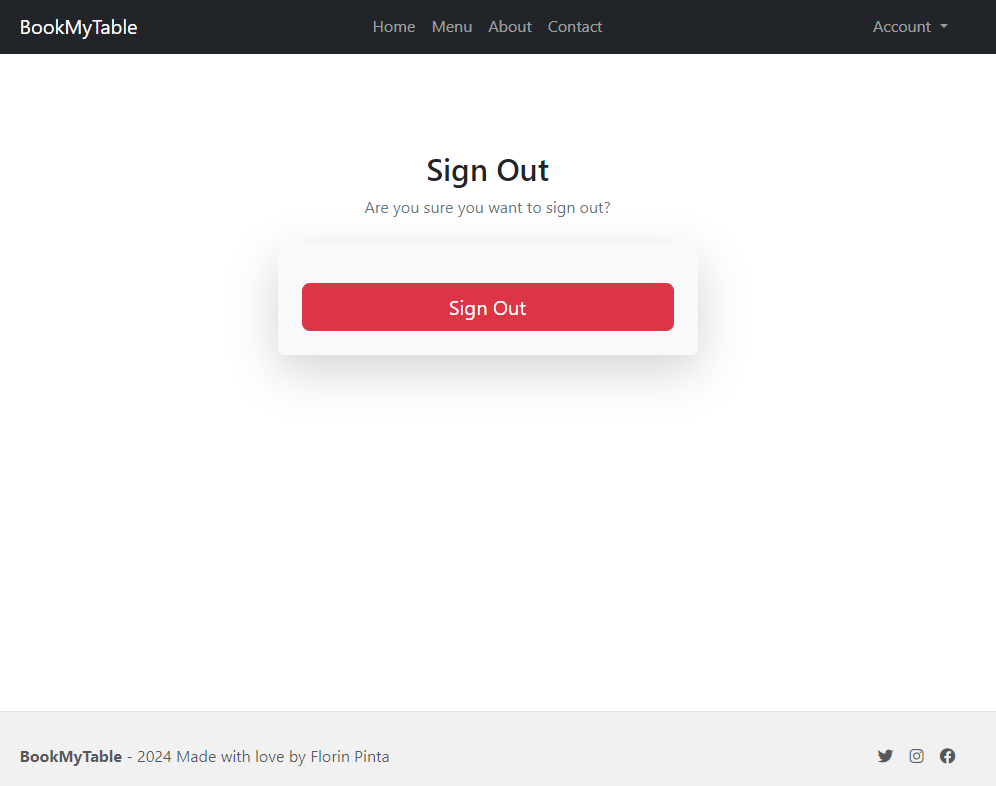 BookMyTable Home Menu About Contact Account
Sign Out
Are you sure you want to sign out?
Sign Out
BookMyTable - 2024 Made with love by Florin Pinta